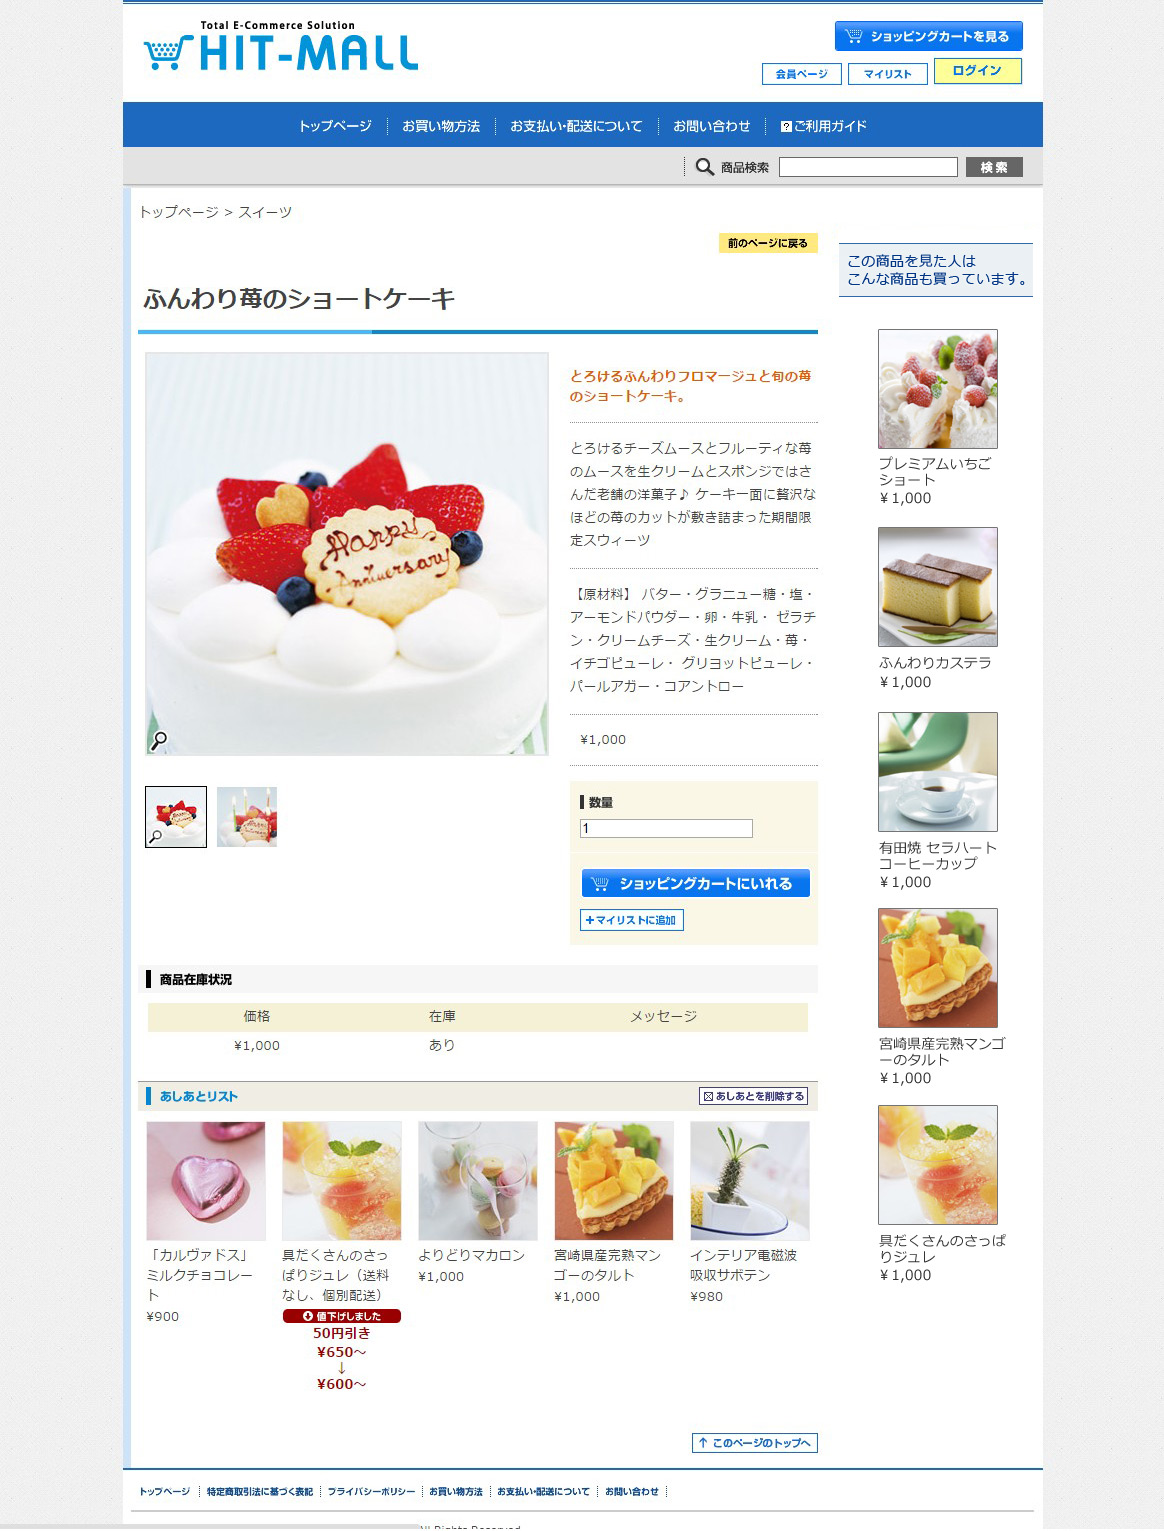 Total E-Commerce Solution
HIT-MALL
ショッピングカートを見る
会員ページ
マイリスト
ログイン
トップページ
お買い物方法
お支払い・配送について
お問い合わせ
?ご利用ガイド
商品検索
検索
トップページ > スイーツ
前のページに戻る
ふんわり苺のショートケーキ
Happy
Anniversary
とろけるふんわりフロマージュと旬の苺
のショートケーキ。
とろけるチーズムースとフルーティな苺
のムースを生クリームとスポンジではさ
んだ老舗の洋菓子♪ ケーキ一面に贅沢な
ほどの苺のカットが敷き詰まった期間限
定スウィーツ
【原材料】 バター・グラニュー糖・塩・
アーモンドパウダー・卵・牛乳・ ゼラチ
ン・クリームチーズ・生クリーム・苺・
イチゴピューレ・ グリヨットピューレ・
パールアガー・コアントロー
¥1,000
数量
1
ショッピングカートにいれる
+マイリストに追加
商品在庫状況
価格 在庫 メッセージ
¥1,000 あり
あしあとリスト
あしあとを削除する
「カルヴァドス」
ミルクチョコレー
ト
¥900
具だくさんのさっ
ぱりジュレ（送料
なし、個別配送）
値下げしました
50円引き
¥650～
↓
¥600～
よりどりマカロン
¥1,000
宮崎県産完熟マン
ゴーのタルト
¥1,000
インテリア電磁波
吸収サボテン
¥980
↑ このページのトップへ
この商品を見た人は
こんな商品も買っています。
プレミアムいちご
ショート
¥1,000
ふんわりカステラ
¥1,000
有田焼 セラハート
コーヒーカップ
¥1,000
宮崎県産完熟マンゴ
ーのタルト
¥1,000
具だくさんのさっぱ
りジュレ
¥1,000
トップページ
特定商取引法に基づく表記
プライバシーポリシー
お買い物方法
お支払い・配送について
お問い合わせ